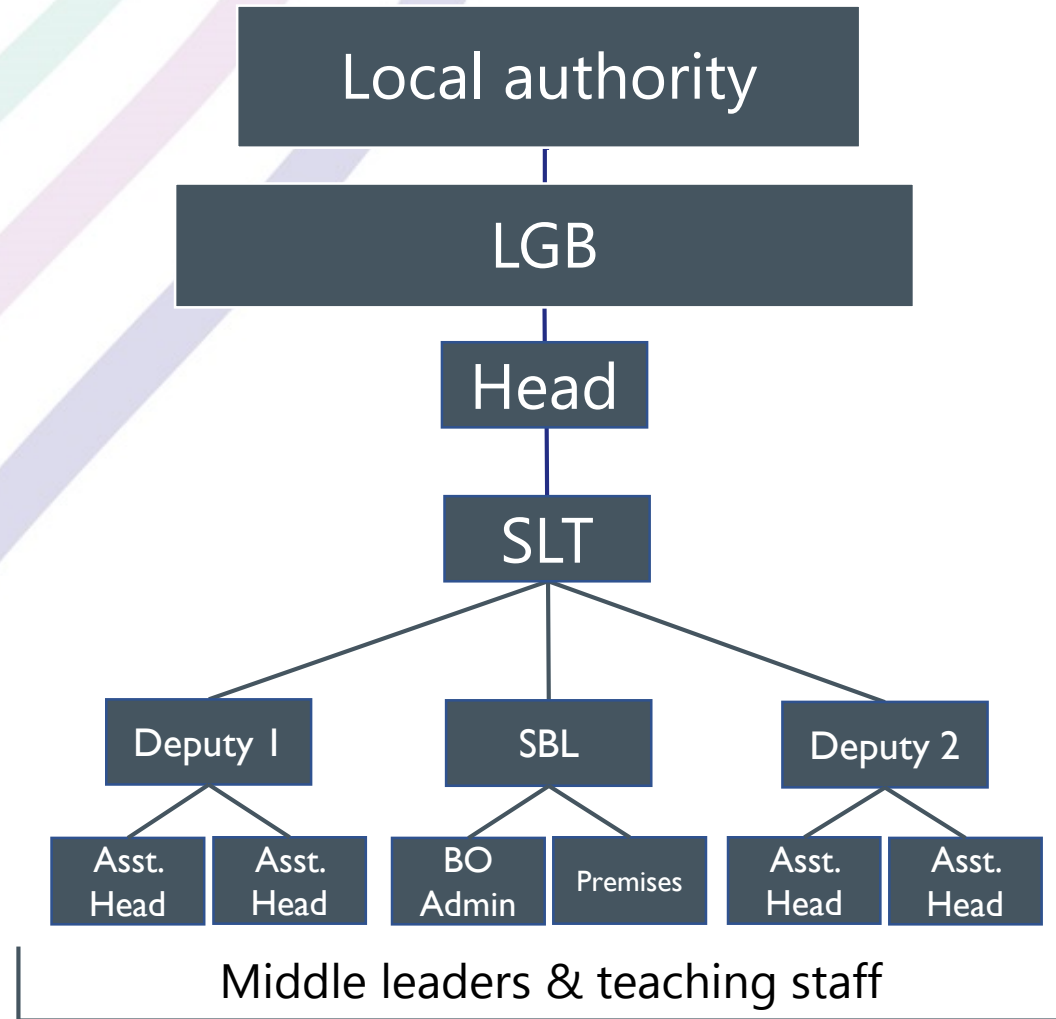 Local authority
LGB
Head
SLT
Deputy 1
SBL
Deputy 2
Asst.
Head
Asst.
Head
BO
Admin
Premises
Asst.
Head
Asst.
Head
Middle leaders & teaching staff